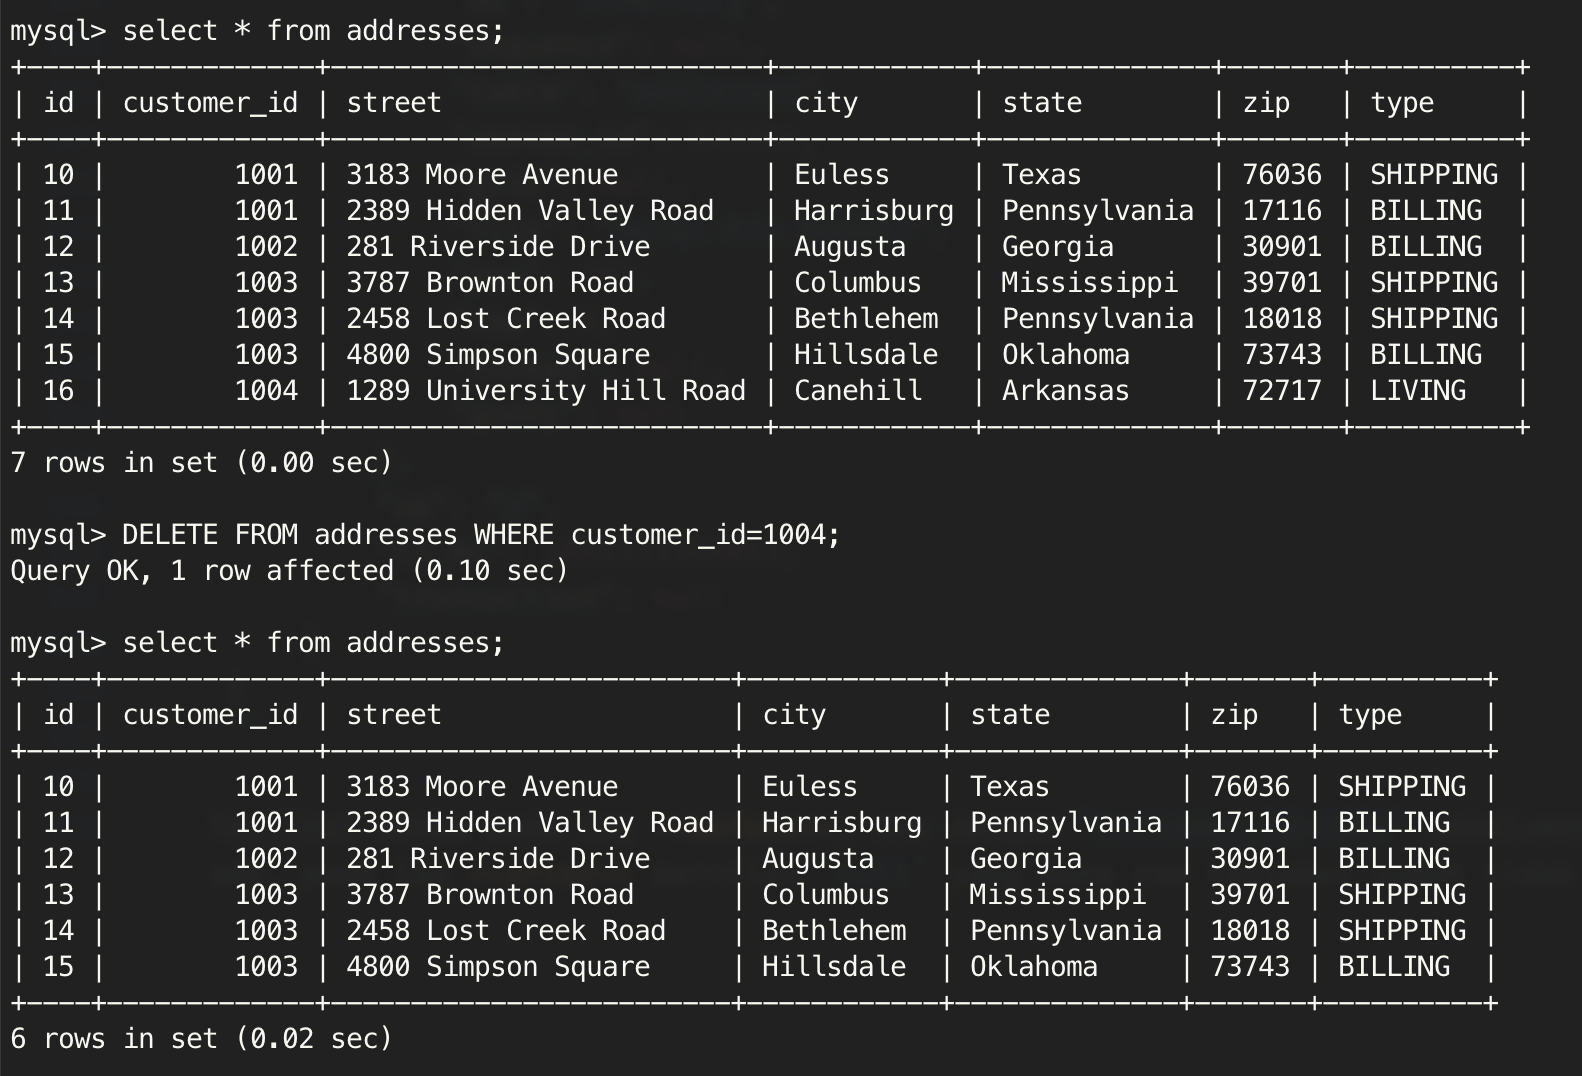 mysql> select * from addresses;
+----+-------------+---------------------------+------------+--------------+-------+----------+
| id | customer_id | street                    | city       | state        | zip   | type     |
+----+-------------+---------------------------+------------+--------------+-------+----------+
| 10 |        1001 | 3183 Moore Avenue         | Euless     | Texas        | 76036 | SHIPPING |
| 11 |        1001 | 2389 Hidden Valley Road   | Harrisburg | Pennsylvania | 17116 | BILLING  |
| 12 |        1002 | 281 Riverside Drive       | Augusta    | Georgia      | 30901 | BILLING  |
| 13 |        1003 | 3787 Brownton Road        | Columbus   | Mississippi  | 39701 | SHIPPING |
| 14 |        1003 | 2458 Lost Creek Road      | Bethlehem  | Pennsylvania | 18018 | SHIPPING |
| 15 |        1003 | 4800 Simpson Square       | Hillsdale  | Oklahoma     | 73743 | BILLING  |
| 16 |        1004 | 1289 University Hill Road | Canehill   | Arkansas     | 72717 | LIVING   |
+----+-------------+---------------------------+------------+--------------+-------+----------+
7 rows in set (0.00 sec)

mysql> DELETE FROM addresses WHERE customer_id=1004;
Query OK, 1 row affected (0.10 sec)

mysql> select * from addresses;
+----+-------------+-------------------------+------------+--------------+-------+----------+
| id | customer_id | street                  | city       | state        | zip   | type     |
+----+-------------+-------------------------+------------+--------------+-------+----------+
| 10 |        1001 | 3183 Moore Avenue       | Euless     | Texas        | 76036 | SHIPPING |
| 11 |        1001 | 2389 Hidden Valley Road | Harrisburg | Pennsylvania | 17116 | BILLING  |
| 12 |        1002 | 281 Riverside Drive     | Augusta    | Georgia      | 30901 | BILLING  |
| 13 |        1003 | 3787 Brownton Road      | Columbus   | Mississippi  | 39701 | SHIPPING |
| 14 |        1003 | 2458 Lost Creek Road    | Bethlehem  | Pennsylvania | 18018 | SHIPPING |
| 15 |        1003 | 4800 Simpson Square     | Hillsdale  | Oklahoma     | 73743 | BILLING  |
+----+-------------+-------------------------+------------+--------------+-------+----------+
6 rows in set (0.02 sec)